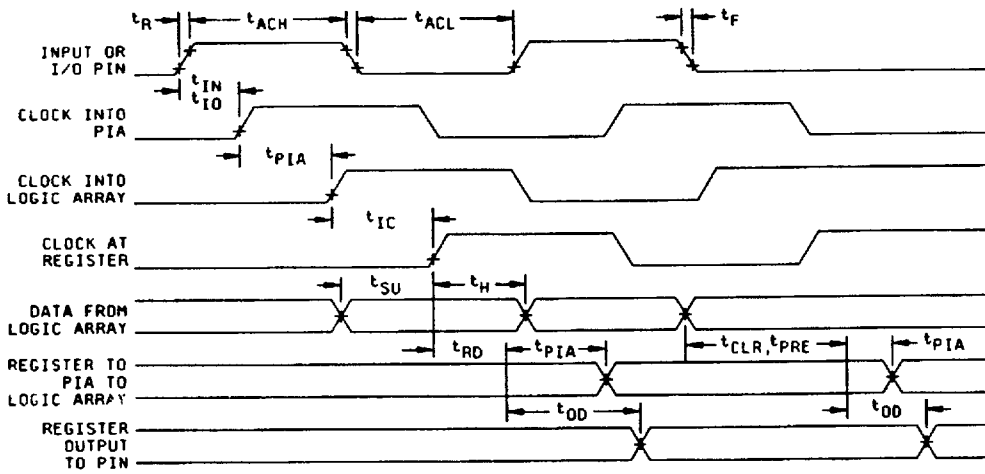 tR
tACH
tACL
tF
INPUT OR
I/O PIN
tIN
tIO
CLOCK INTO
PIA
tPIA
CLOCK INTO
LOGIC ARRAY
tIC
CLOCK AT
REGISTER
tSU
tH
DATA FROM
LOGIC ARRAY
tRD
tPIA
tCLR, tPRE
tPIA
REGISTER TO
PIA TO
LOGIC ARRAY
tOD
tOD
REGISTER
OUTPUT
TO PIN